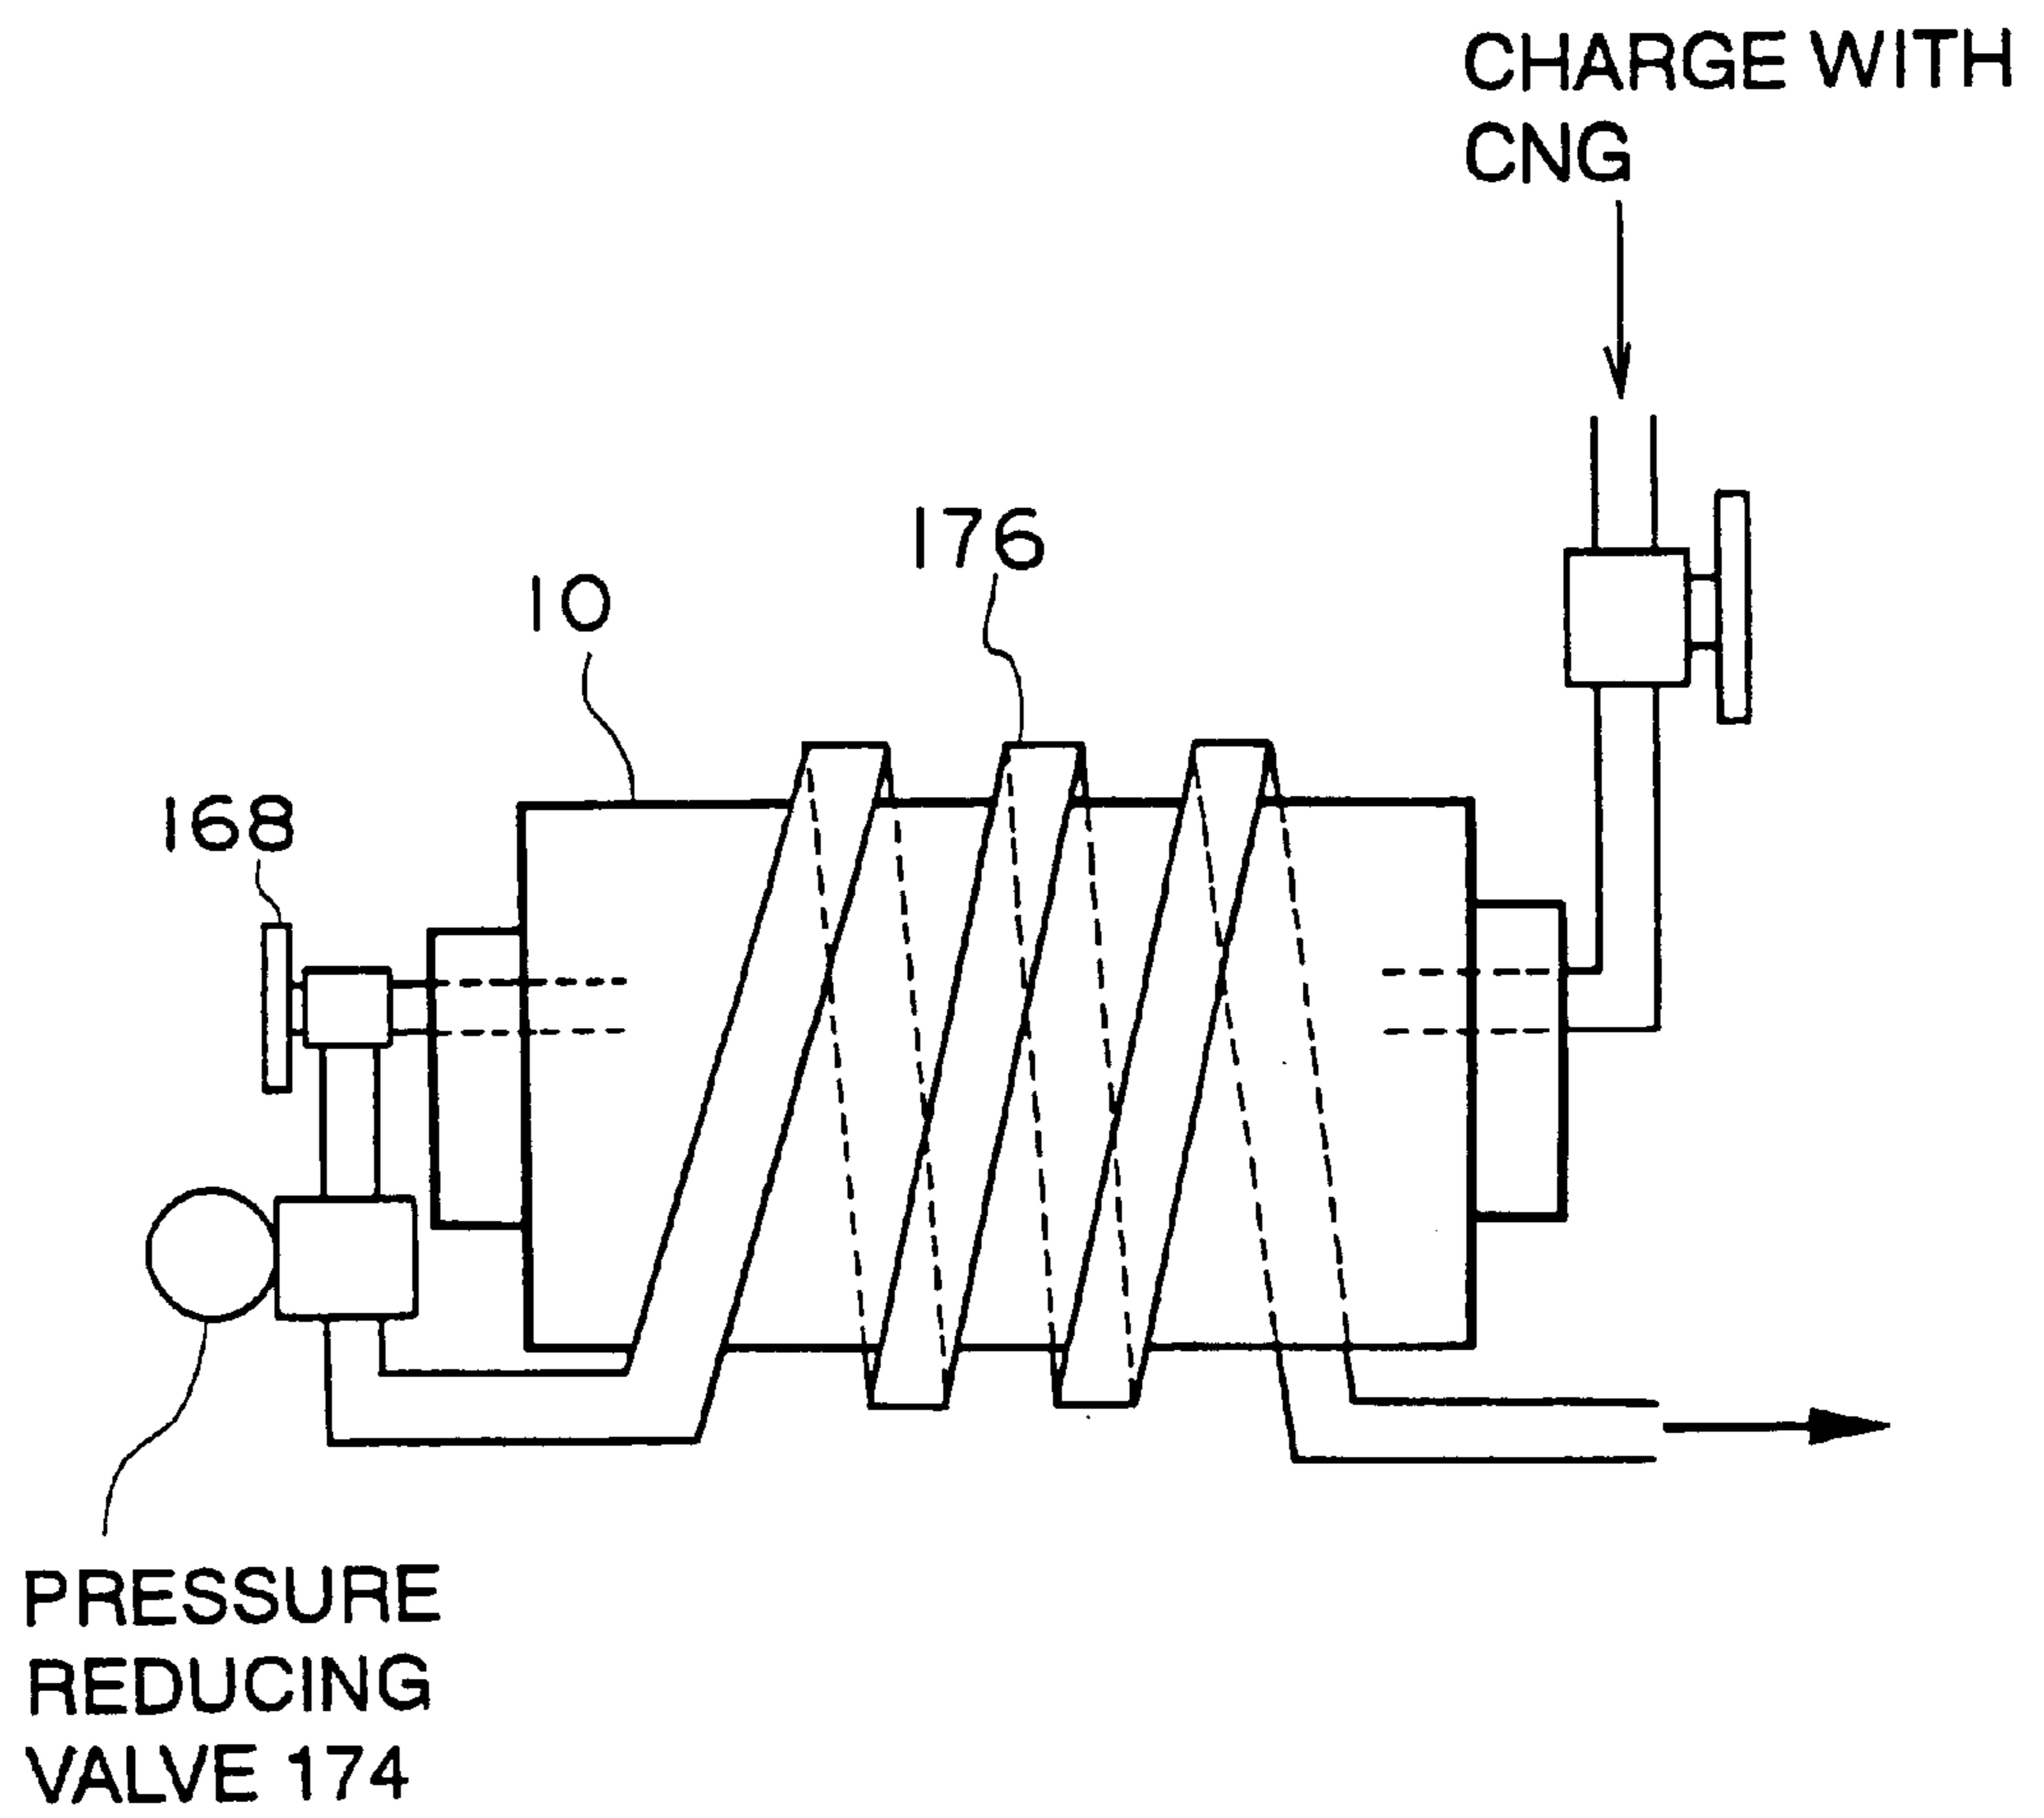 CHARGE WITH
CNG
176
10
168
PRESSURE
REDUCING
VALVE 174